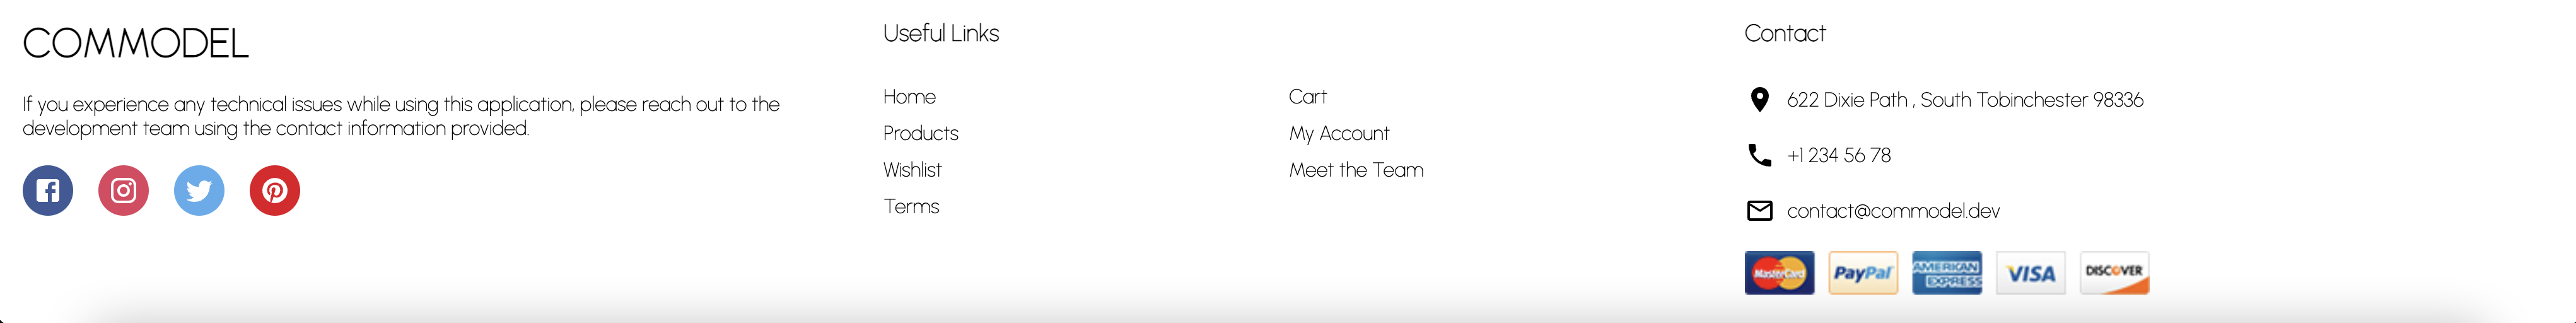 COMMODEL
If you experience any technical issues while using this application, please reach out to the
development team using the contact information provided.
Useful Links
Home
Products
Wishlist
Terms
Cart
My Account
Meet the Team
Contact
622 Dixie Path , South Tobinchester 98336
+1 234 56 78
contact@commodel.dev
MasterCard
PayPal
AMERICAN
EXPRESS
VISA
DISCOVER